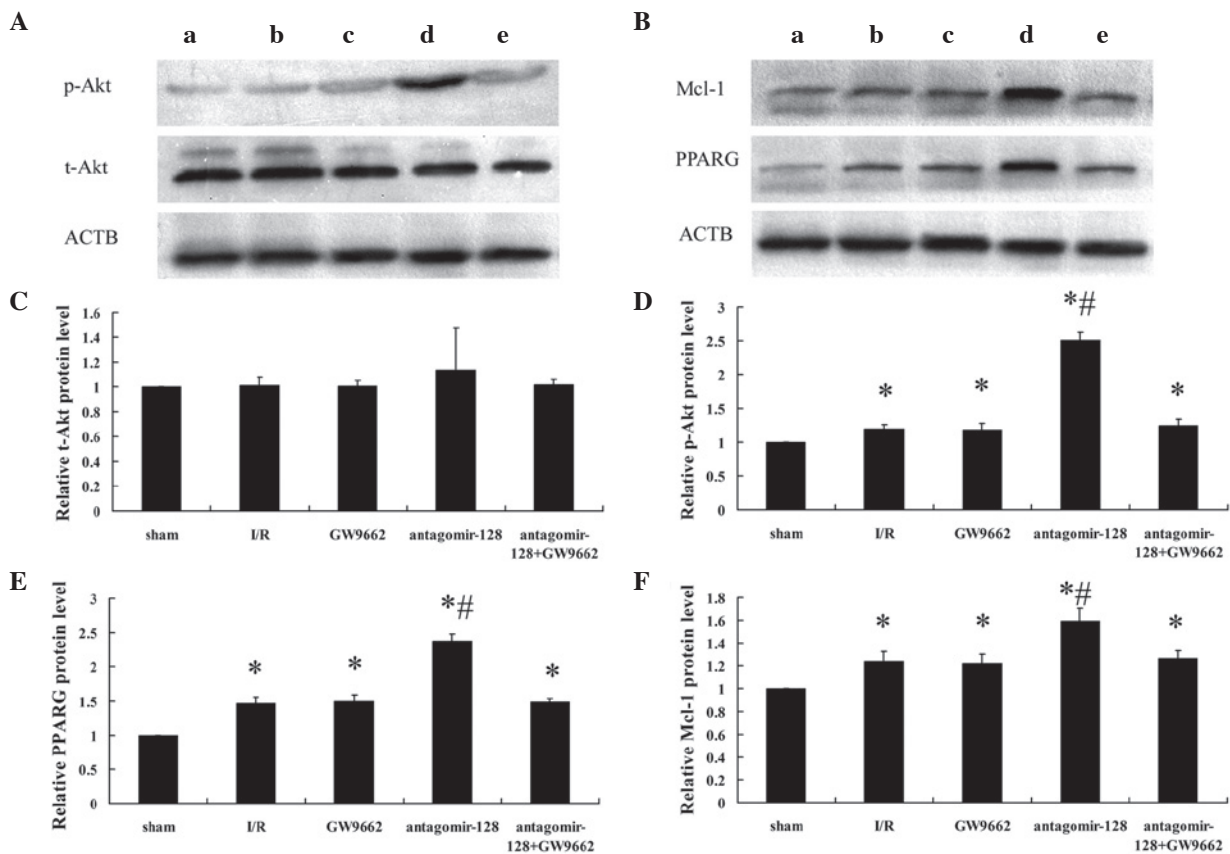 A
a b c d e
p-Akt
t-Akt
ACTB
B
a b c d e
Mcl-1
PPARG
ACTB
C
Relative t-Akt protein level
1.6
1.4
1.2
1
0.8
0.6
0.4
0.2
0
sham I/R GW9662 antagomir-128 antagomir-
128+GW9662
D
Relative p-Akt protein level
3
2.5
2
1.5
1
0.5
0
* * *# *
sham I/R GW9662 antagomir-128 antagomir-
128+GW9662
E
Relative PPARG protein level
3
2.5
2
1.5
1
0.5
0
* * *# *
sham I/R GW9662 antagomir-128 antagomir-
128+GW9662
F
Relative Mcl-1 protein level
1.8
1.6
1.4
1.2
1
0.8
0.6
0.4
0.2
0
* * *# *
sham I/R GW9662 antagomir-128 antagomir-
128+GW9662